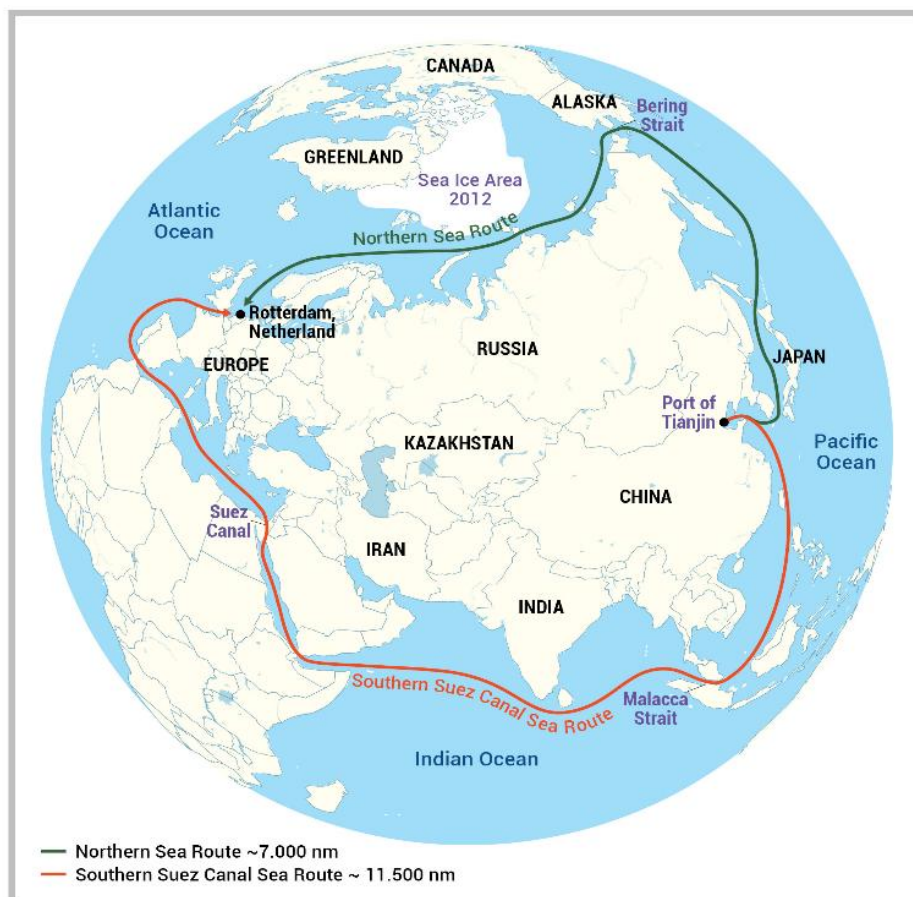 CANADA
ALASKA
Bering
Strait
GREENLAND
Sea Ice Area
2012
Atlantic
Ocean
Northern Sea Route
Rotterdam,
Netherland
EUROPE
RUSSIA
JAPAN
Port of
Tianjin
KAZAKHSTAN
Pacific
Ocean
CHINA
Suez
Canal
IRAN
INDIA
Southern Suez Canal Sea Route
Malacca
Strait
Indian Ocean
Northern Sea Route ~7.000 nm
Southern Suez Canal Sea Route ~ 11.500 nm